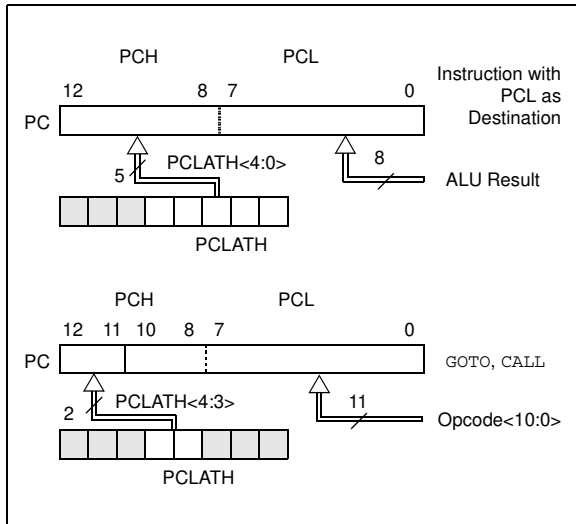 PCH PCL
12 8 7 0
Instruction with
PCL as
Destination
PC
5 PCLATH<4:0> 8
ALU Result
PCLATH
PCH PCL
12 11 10 8 7 0
PC GOTO, CALL
2 PCLATH<4:3> 11
Opcode<10:0>
PCLATH